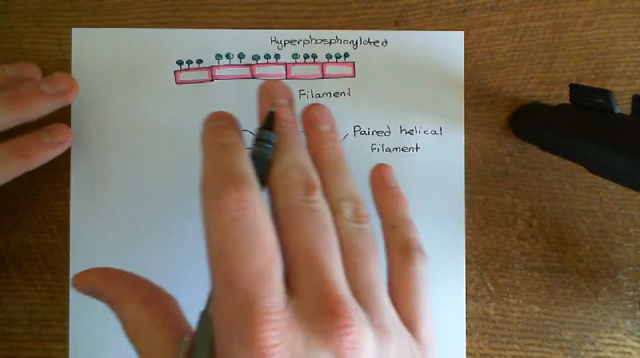 Hyperphosphorylated
Filament
Paired helical
Filament